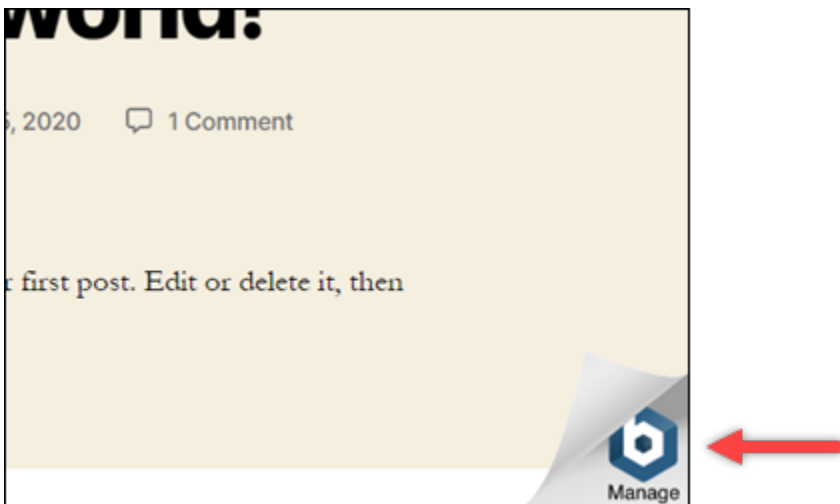 world!
, 2020 1 Comment
r first post. Edit or delete it, then
Manage